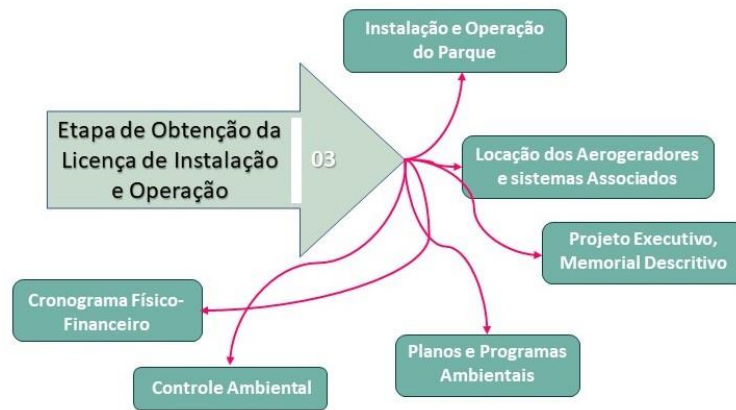 Instalação e Operação
do Parque
Etapa de Obtenção da
Licença de Instalação
e Operação
03
Locação dos Aerogeradores
e sistemas Associados
Projeto Executivo,
Memorial Descritivo
Cronograma Físico-
Financeiro
Planos e Programas
Ambientais
Controle Ambiental